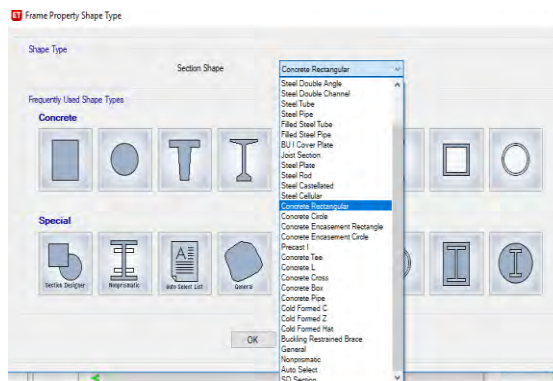 ET Frame Property Shape Type
Shape Type
Section Shape
Concrete Rectangular
Steel Double Angle
Steel Double Channel
Steel Tube
Steel Pipe
Filled Steel Tube
Filled Steel Pipe
BU I Cover Plate
Joist Section
Steel Plate
Steel Rod
Steel Castellated
Steel Cellular
Concrete Rectangular
Concrete Circle
Concrete Encasement Rectangle
Concrete Encasement Circle
Precast I
Concrete Tee
Concrete L
Concrete Cross
Concrete Box
Concrete Pipe
Cold Formed C
Cold Formed Z
Cold Formed Hat
Buckling Restrained Brace
General
Nonprismatic
Auto Select
SD Section
Frequently Used Shape Types
Concrete
Special
Section Designer
Nonprismatic
Auto Select List
General
OK